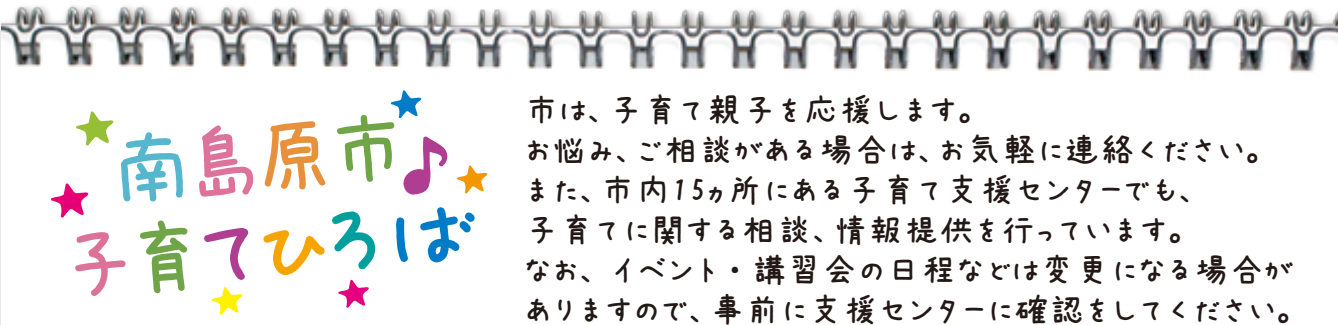 南島原市♪
子育てひろば
市は、子育て親子を応援します。
お悩み、ご相談がある場合は、お気軽に連絡ください。
また、市内15ヵ所にある子育て支援センターでも、
子育てに関する相談、情報提供を行っています。
なお、イベント・講習会の日程などは変更になる場合が
ありますので、事前に支援センターに確認をしてください。